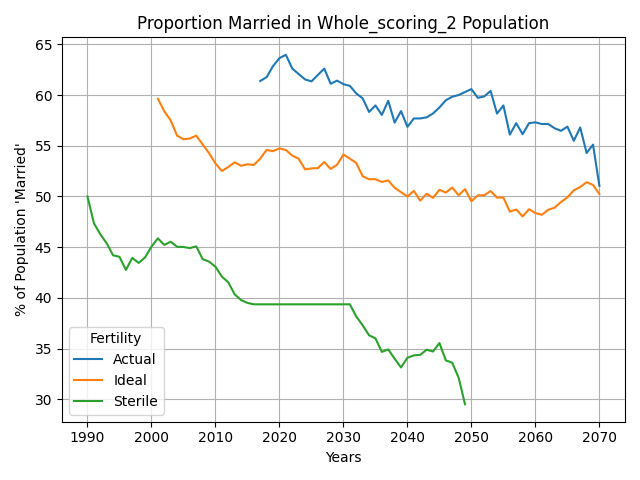 Proportion Married in Whole_scoring_2 Population
% of Population 'Married'
65
60
55
50
45
40
35
30
Fertility
Actual
Ideal
Sterile
1990 2000 2010 2020 2030 2040 2050 2060 2070
Years